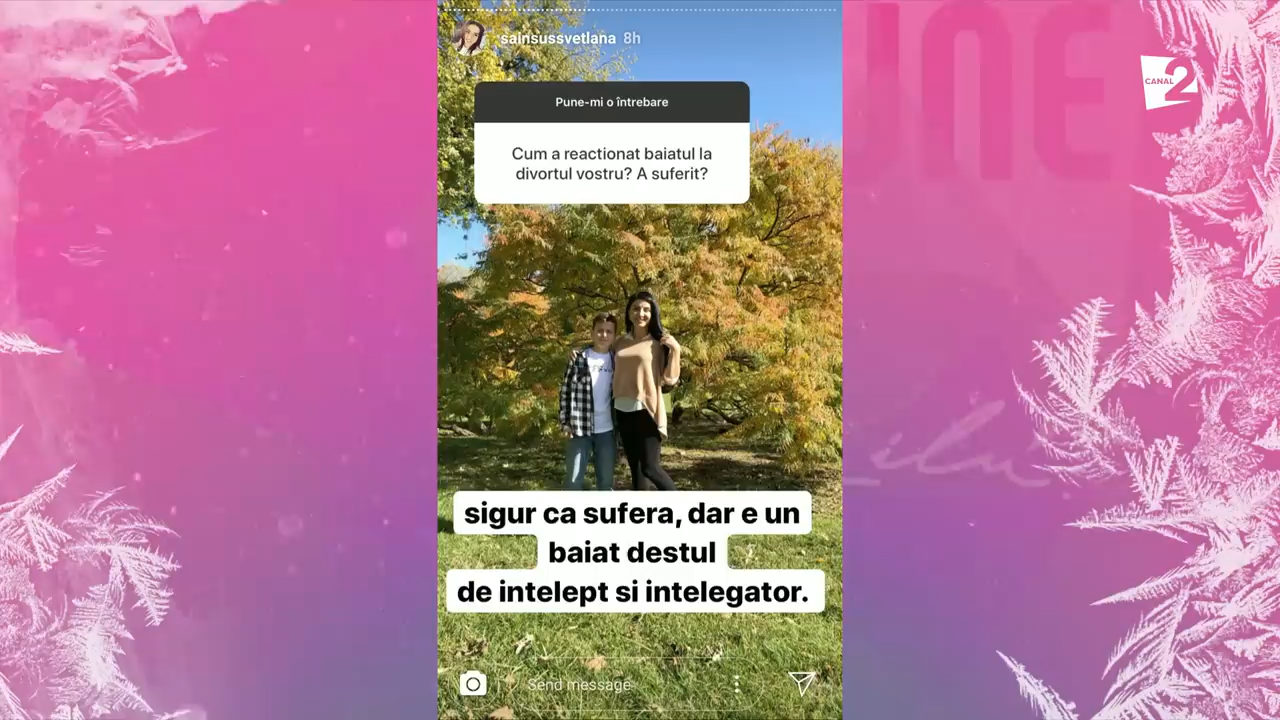 sainsussvetlana 8h
CANAL 2
Pune-mi o întrebare
Cum a reactionat baiatul la
divortul vostru? A suferit?
sigur ca sufera, dar e un
baiat destul
de intelept si intelegator.
Send message